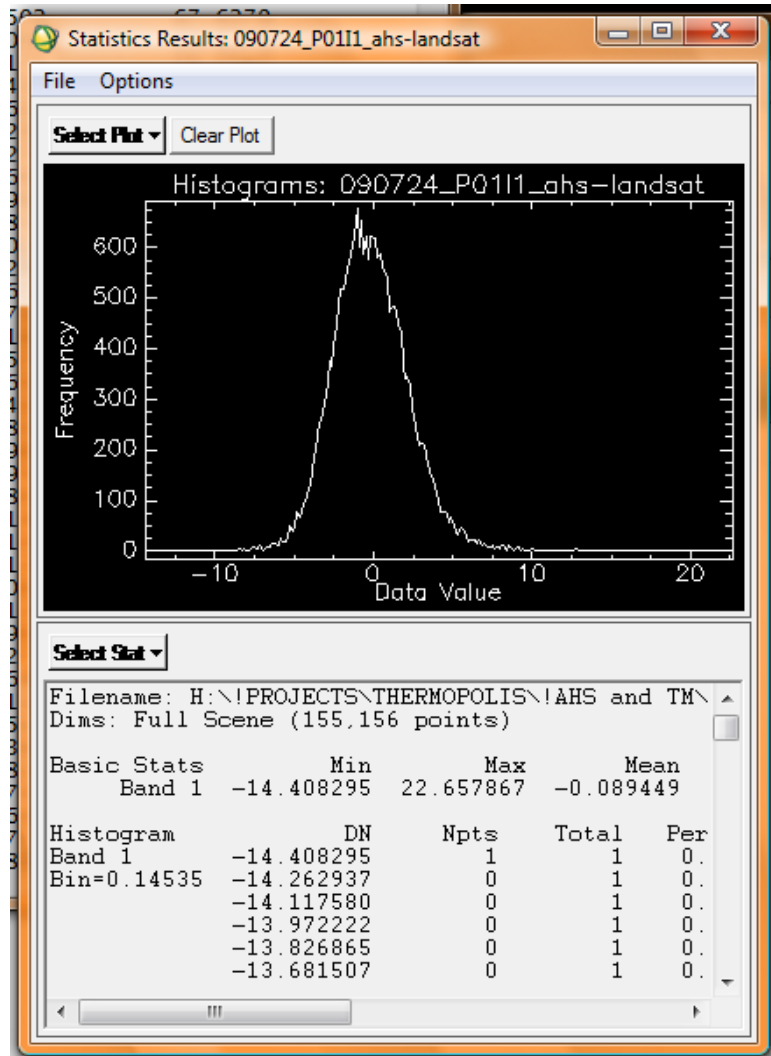 Statistics Results: 090724_P01I1_ahs-landsat
File Options
Select Plot Clear Plot
Histograms: 090724_P01I1_ahs-landsat
600
500
400
300
200
100
0
Frequency
-10 0 10 20
Data Value
Select Stat
Filename: H:\!PROJECTS\THERMOPOLIS\!AHS and TM\
Dims: Full Scene (155,156 points)
Basic Stats Min Max Mean
Band 1 -14.408295 22.657867 -0.089449
Histogram DN Npts Total Per
Band 1 -14.408295 1 1 0.
Bin=0.14535 -14.262937 0 1 0.
-14.117580 0 1 0.
-13.972222 0 1 0.
-13.826865 0 1 0.
-13.681507 0 1 0.